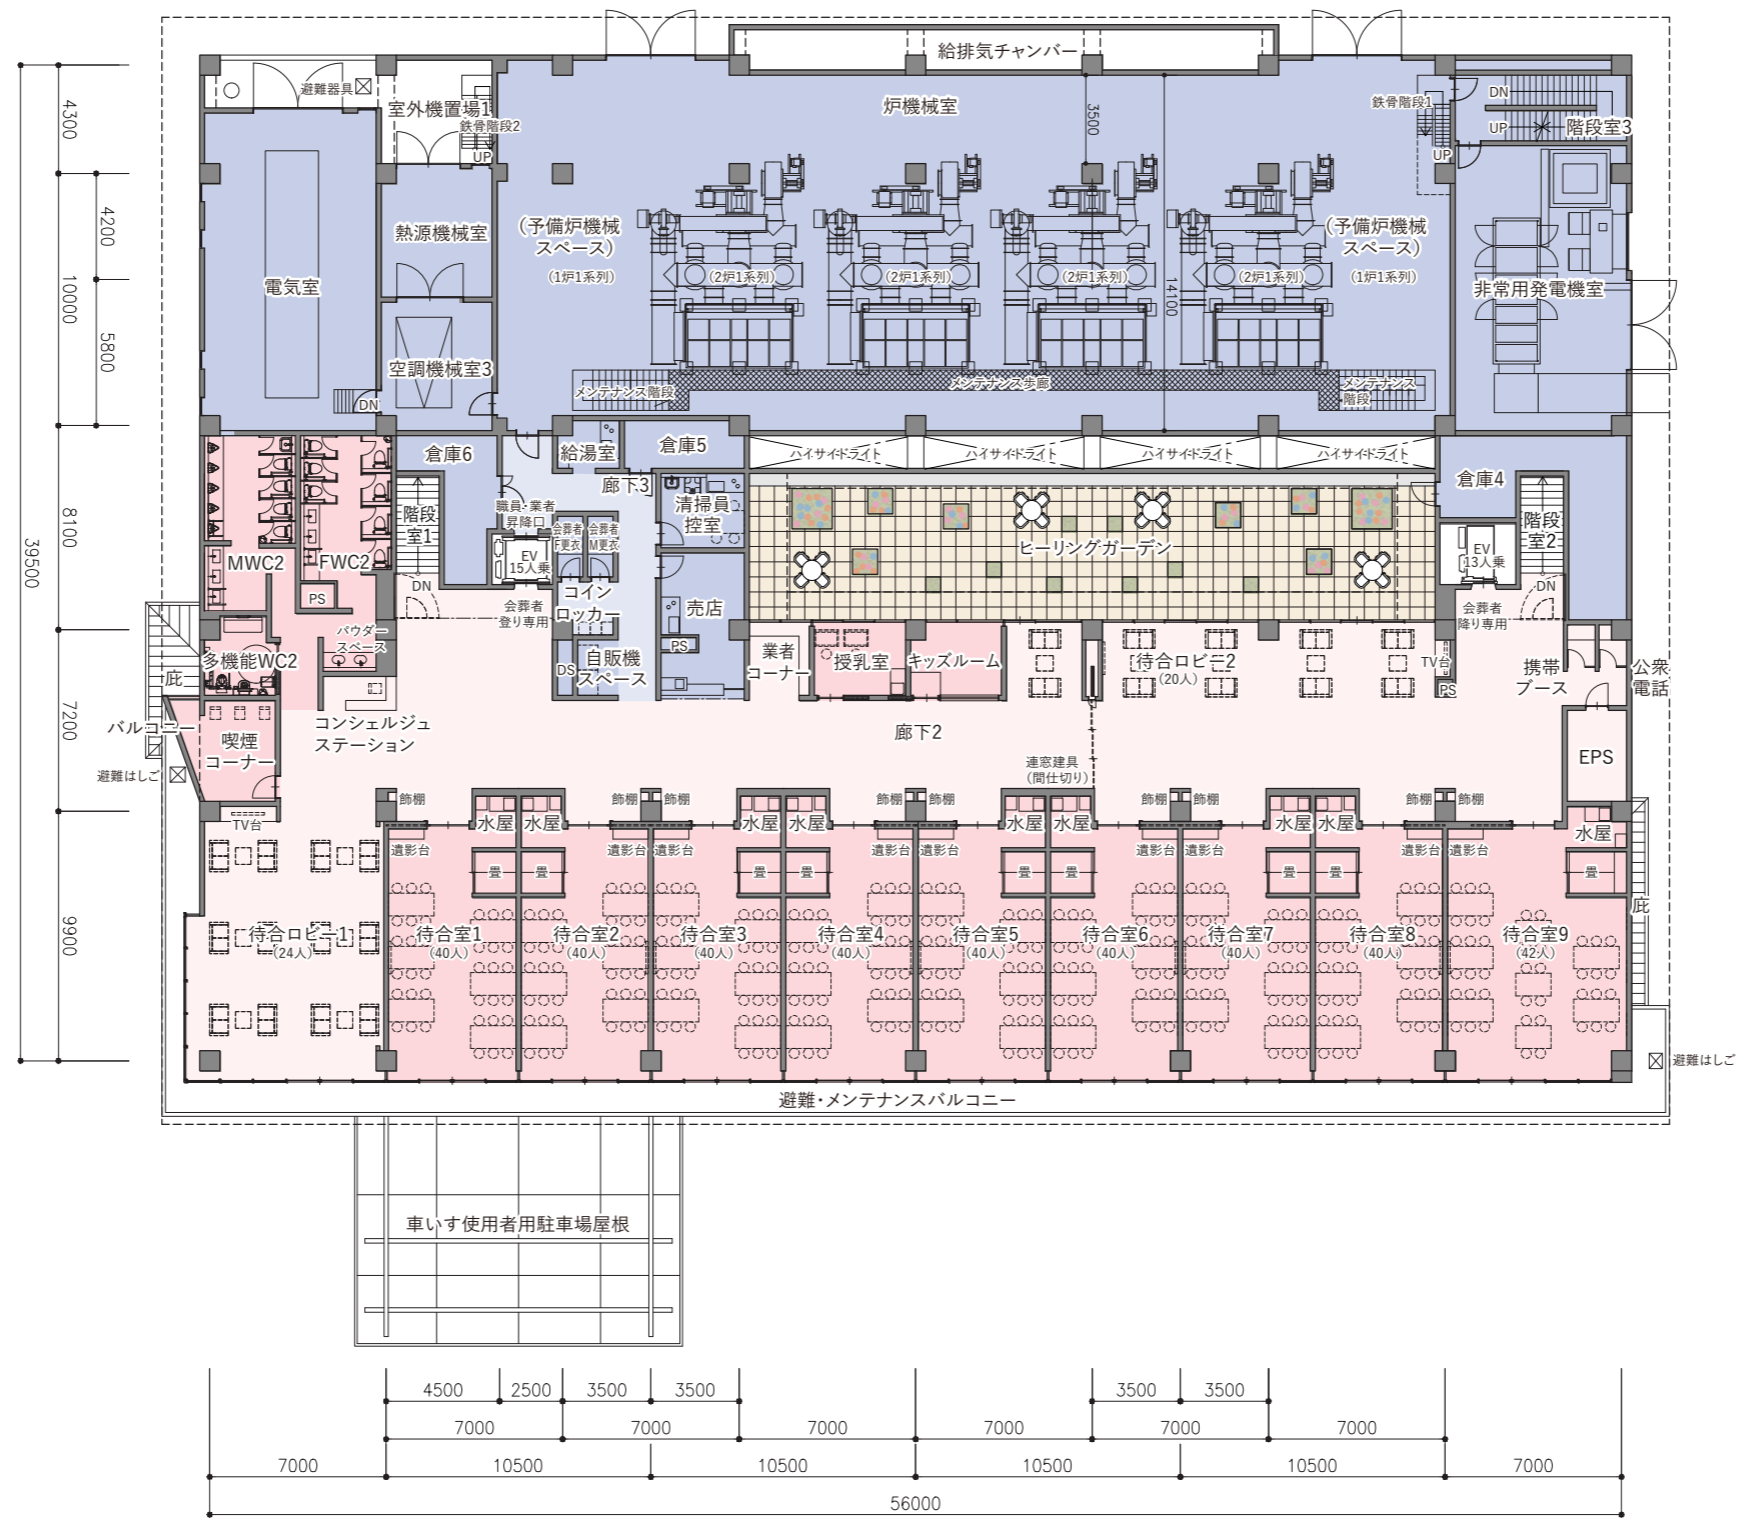 給排気チャンバー
避難器具
室外機置場1
鉄骨階段2
UP
炉機械室
3500
鉄骨階段1
UP
DN
UP
階段室3
4300
4200
10000
5800
8100
39500
7200
9900
電気室
DN
熱源機械室
空調機械室3
(予備炉機械
スペース)
(1炉1系列)
(2炉1系列)
(2炉1系列)
(2炉1系列)
(2炉1系列)
(予備炉機械
スペース)
(1炉1系列)
14100
非常用発電機室
メンテナンス階段
メンテナンス歩廊
メンテナンス
階段
倉庫6
給湯室
倉庫5
廊下3
ハイサイドライト
ハイサイドライト
ハイサイドライト
ハイサイドライト
倉庫4
階段
室1
DN
職員・業者
昇降口
EV
15人乗
会葬者
F更衣
会葬者
M更衣
清掃員
控室
ヒーリングガーデン
EV
13人乗
階段
室2
DN
MWC2
FWC2
PS
パウダー
スペース
会葬者
登り専用
コイン
ロッカー
売店
PS
会葬者
降り専用
庇
多機能WC2
DS
自販機
スペース
業者
コーナー
授乳室
キッズルーム
待合ロビー2
(20人)
TV台
PS
携帯
ブース
公衆
電話
バルコニー
喫煙
コーナー
コンシェルジュ
ステーション
廊下2
EPS
避難はしご
連窓建具
(間仕切り)
TV台
飾棚
飾棚
飾棚
飾棚
飾棚
飾棚
飾棚
飾棚
水屋
水屋
水屋
水屋
水屋
水屋
水屋
水屋
水屋
遺影台
遺影台
遺影台
遺影台
遺影台
遺影台
遺影台
遺影台
遺影台
畳
畳
畳
畳
畳
畳
畳
畳
畳
庇
待合ロビー1
(24人)
待合室1
(40人)
待合室2
(40人)
待合室3
(40人)
待合室4
(40人)
待合室5
(40人)
待合室6
(40人)
待合室7
(40人)
待合室8
(40人)
待合室9
(42人)
避難はしご
避難・メンテナンスバルコニー
車いす使用者用駐車場屋根
4500 2500 3500 3500 3500 3500
7000 7000 7000 7000 7000 7000
7000 10500 10500 10500 10500 7000
56000